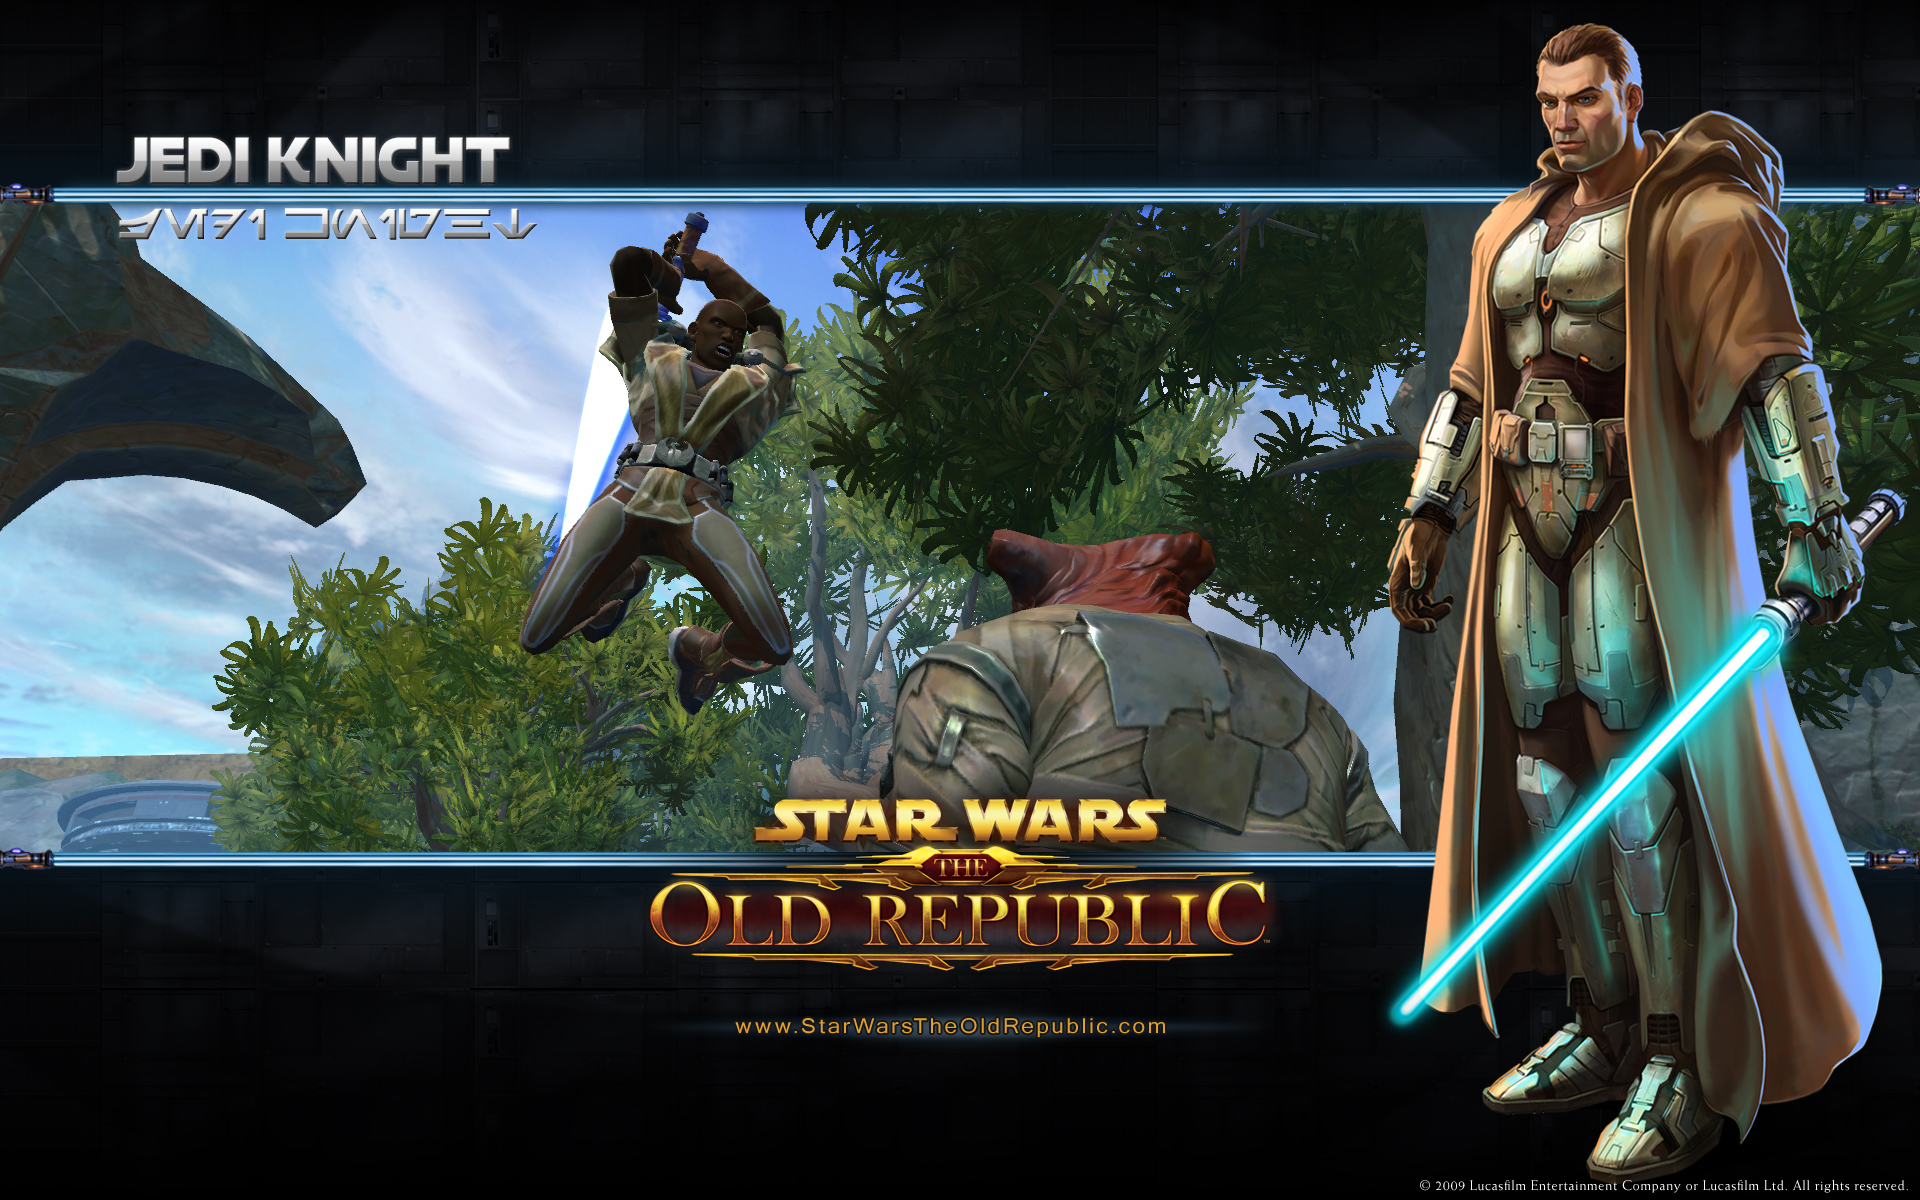 JEDI KNIGHT
STAR WARS
THE
OLD REPUBLIC™
www.StarWarsTheOldRepublic.com
© 2009 Lucasfilm Entertainment Company or Lucasfilm Ltd. All rights reserved.